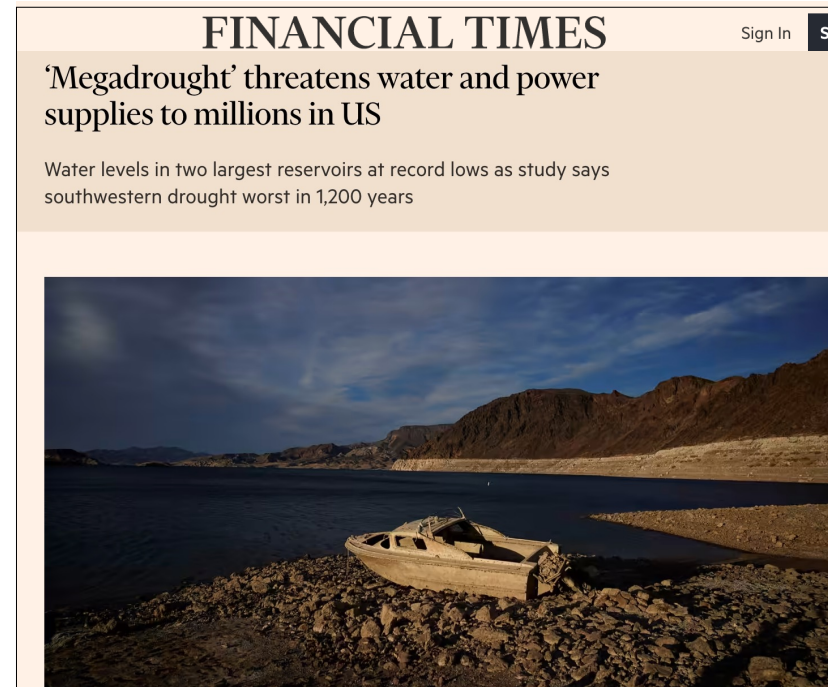 FINANCIAL TIMES
Sign In
S
‘Megadrought’ threatens water and power
supplies to millions in US
Water levels in two largest reservoirs at record lows as study says
southwestern drought worst in 1,200 years